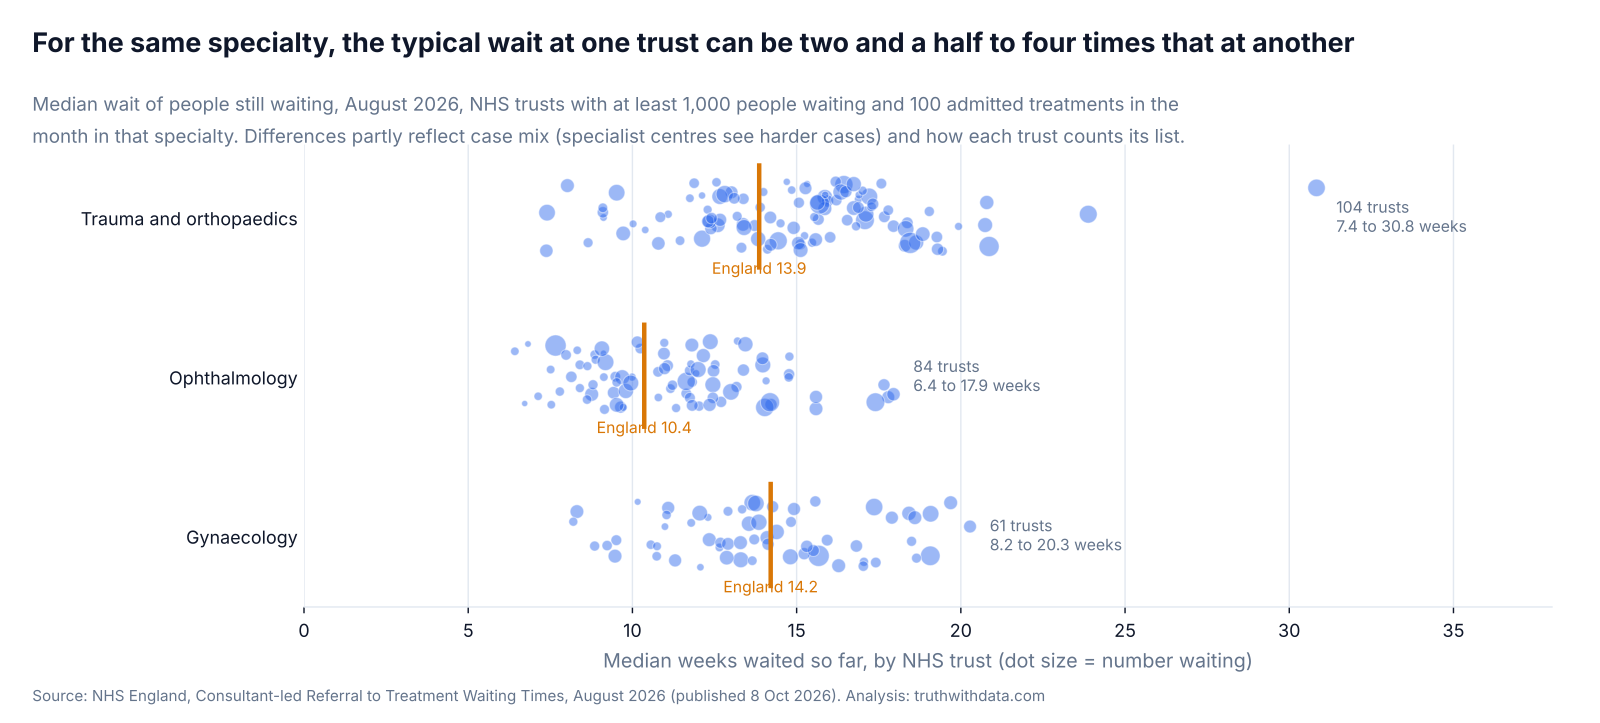 For the same specialty, the typical wait at one trust can be two and a half to four times that at another
Median wait of people still waiting, August 2026, NHS trusts with at least 1,000 people waiting and 100 admitted treatments in the
month in that specialty. Differences partly reflect case mix (specialist centres see harder cases) and how each trust counts its list.
Trauma and orthopaedics
104 trusts
7.4 to 30.8 weeks
England 13.9
Ophthalmology
84 trusts
6.4 to 17.9 weeks
England 10.4
Gynaecology
61 trusts
8.2 to 20.3 weeks
England 14.2
0 5 10 15 20 25 30 35
Median weeks waited so far, by NHS trust (dot size = number waiting)
Source: NHS England, Consultant-led Referral to Treatment Waiting Times, August 2026 (published 8 Oct 2026). Analysis: truthwithdata.com